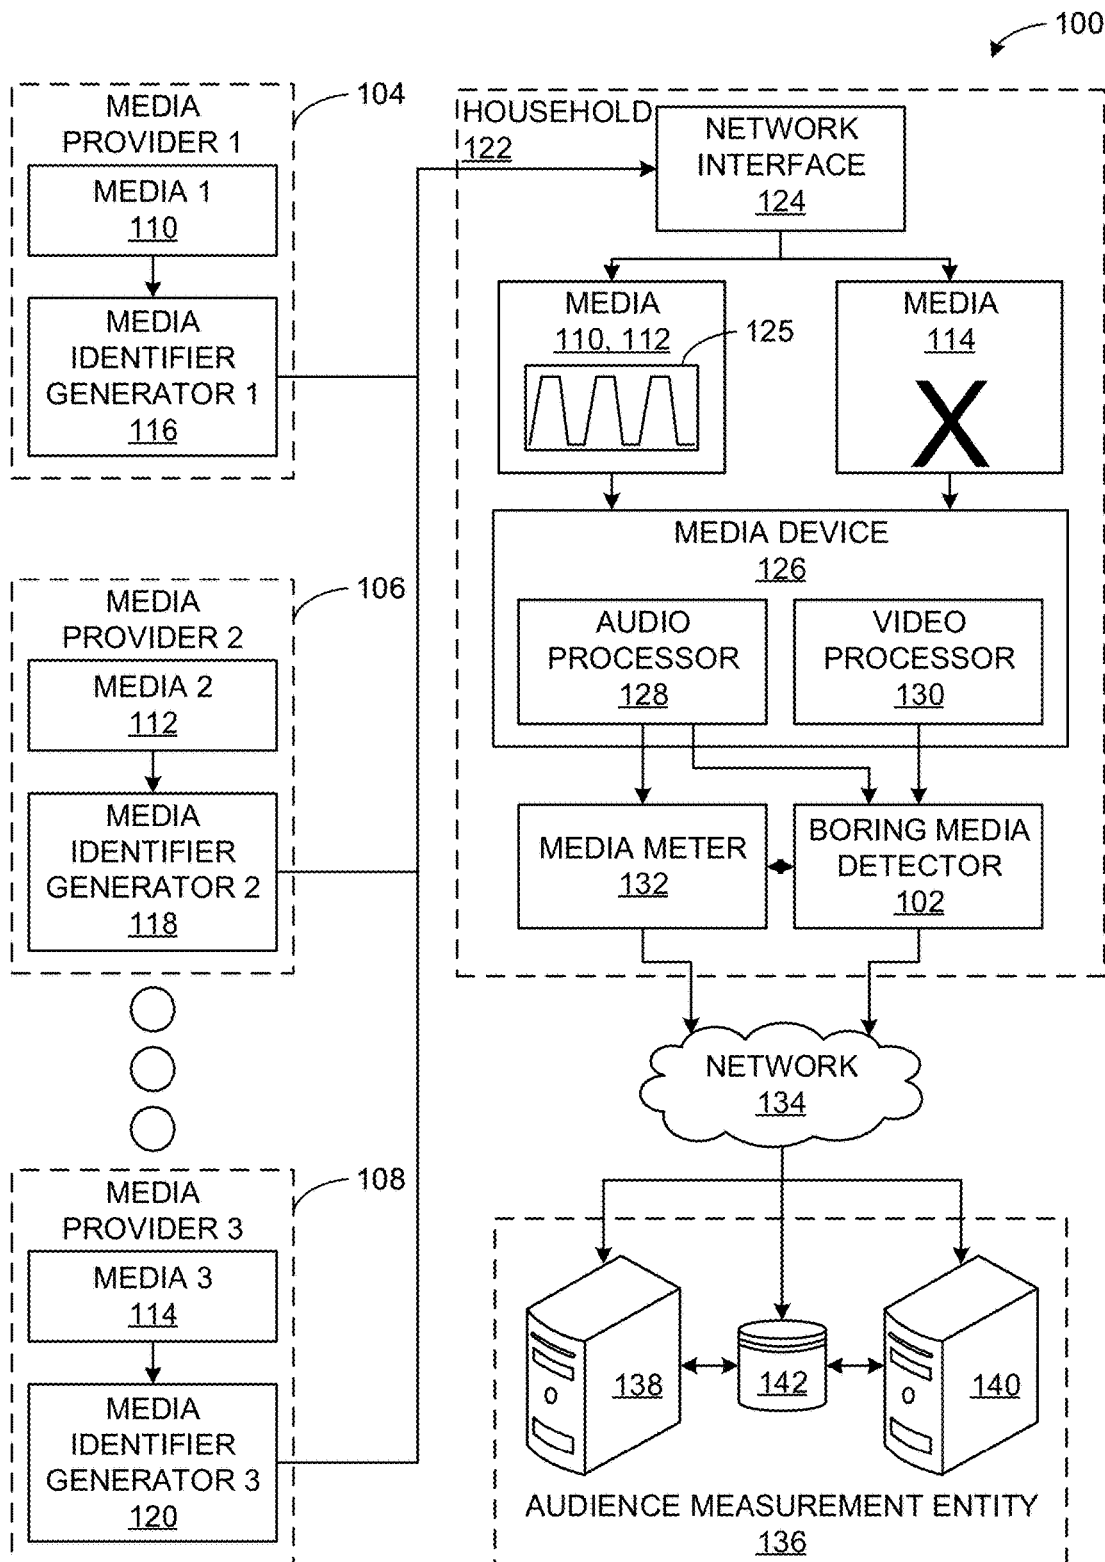 100
104
MEDIA
PROVIDER 1
MEDIA 1
110
MEDIA
IDENTIFIER
GENERATOR 1
116
106
MEDIA
PROVIDER 2
MEDIA 2
112
MEDIA
IDENTIFIER
GENERATOR 2
118
108
MEDIA
PROVIDER 3
MEDIA 3
114
MEDIA
IDENTIFIER
GENERATOR 3
120
HOUSEHOLD
122
NETWORK
INTERFACE
124
MEDIA
110, 112
125
MEDIA
114
X
MEDIA DEVICE
126
AUDIO
PROCESSOR
128
VIDEO
PROCESSOR
130
MEDIA METER
132
BORING MEDIA
DETECTOR
102
NETWORK
134
138
142
140
AUDIENCE MEASUREMENT ENTITY
136